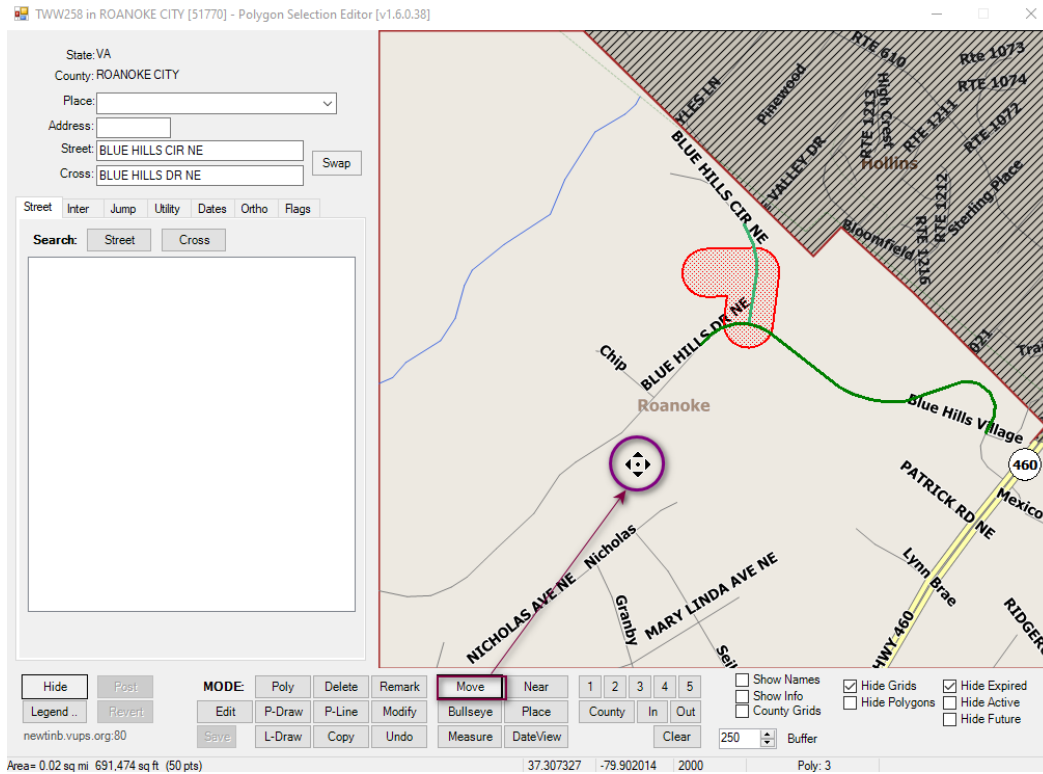 TWW258 in ROANOKE CITY [51770] - Polygon Selection Editor [v1.6.0.38]
State: VA
County: ROANOKE CITY
Place:
Address:
Street: BLUE HILLS CIR NE
Cross: BLUE HILLS DR NE
Swap
Street Inter Jump Utility Dates Ortho Flags
Search: Street Cross
RTE 610
Rte 1073
RTE 1074
YLES LN
Pinewood
High Crest
RTE 1213
RTE 1211
RTE 1072
Hollins
BLUE HILLS CIR NE
VALLEY DR
RTE 1212
Sterling Place
Bloomfield
RTE 1216
BLUE HILLS DR NE
021
Tra
Chip
Roanoke
Blue Hills Village
460
PATRICK RD NE
Mexico
Nicholas
NICHOLAS AVE NE
Granby
MARY LINDA AVE NE
Lynn Brae
Seil
HWY 460
RIDGER
Hide Post MODE: Poly Delete Remark Move Near 1 2 3 4 5 Show Names Hide Grids Hide Expired
Show Info
Legend .. Revert Edit P-Draw P-Line Modify Bullseye Place County In Out County Grids Hide Polygons Hide Active
newtinb.vups.org:80 Save L-Draw Copy Undo Measure DateView Clear 250 Buffer Hide Future
Area= 0.02 sq mi 691,474 sq ft (50 pts) 37.307327 -79.902014 2000 Poly: 3